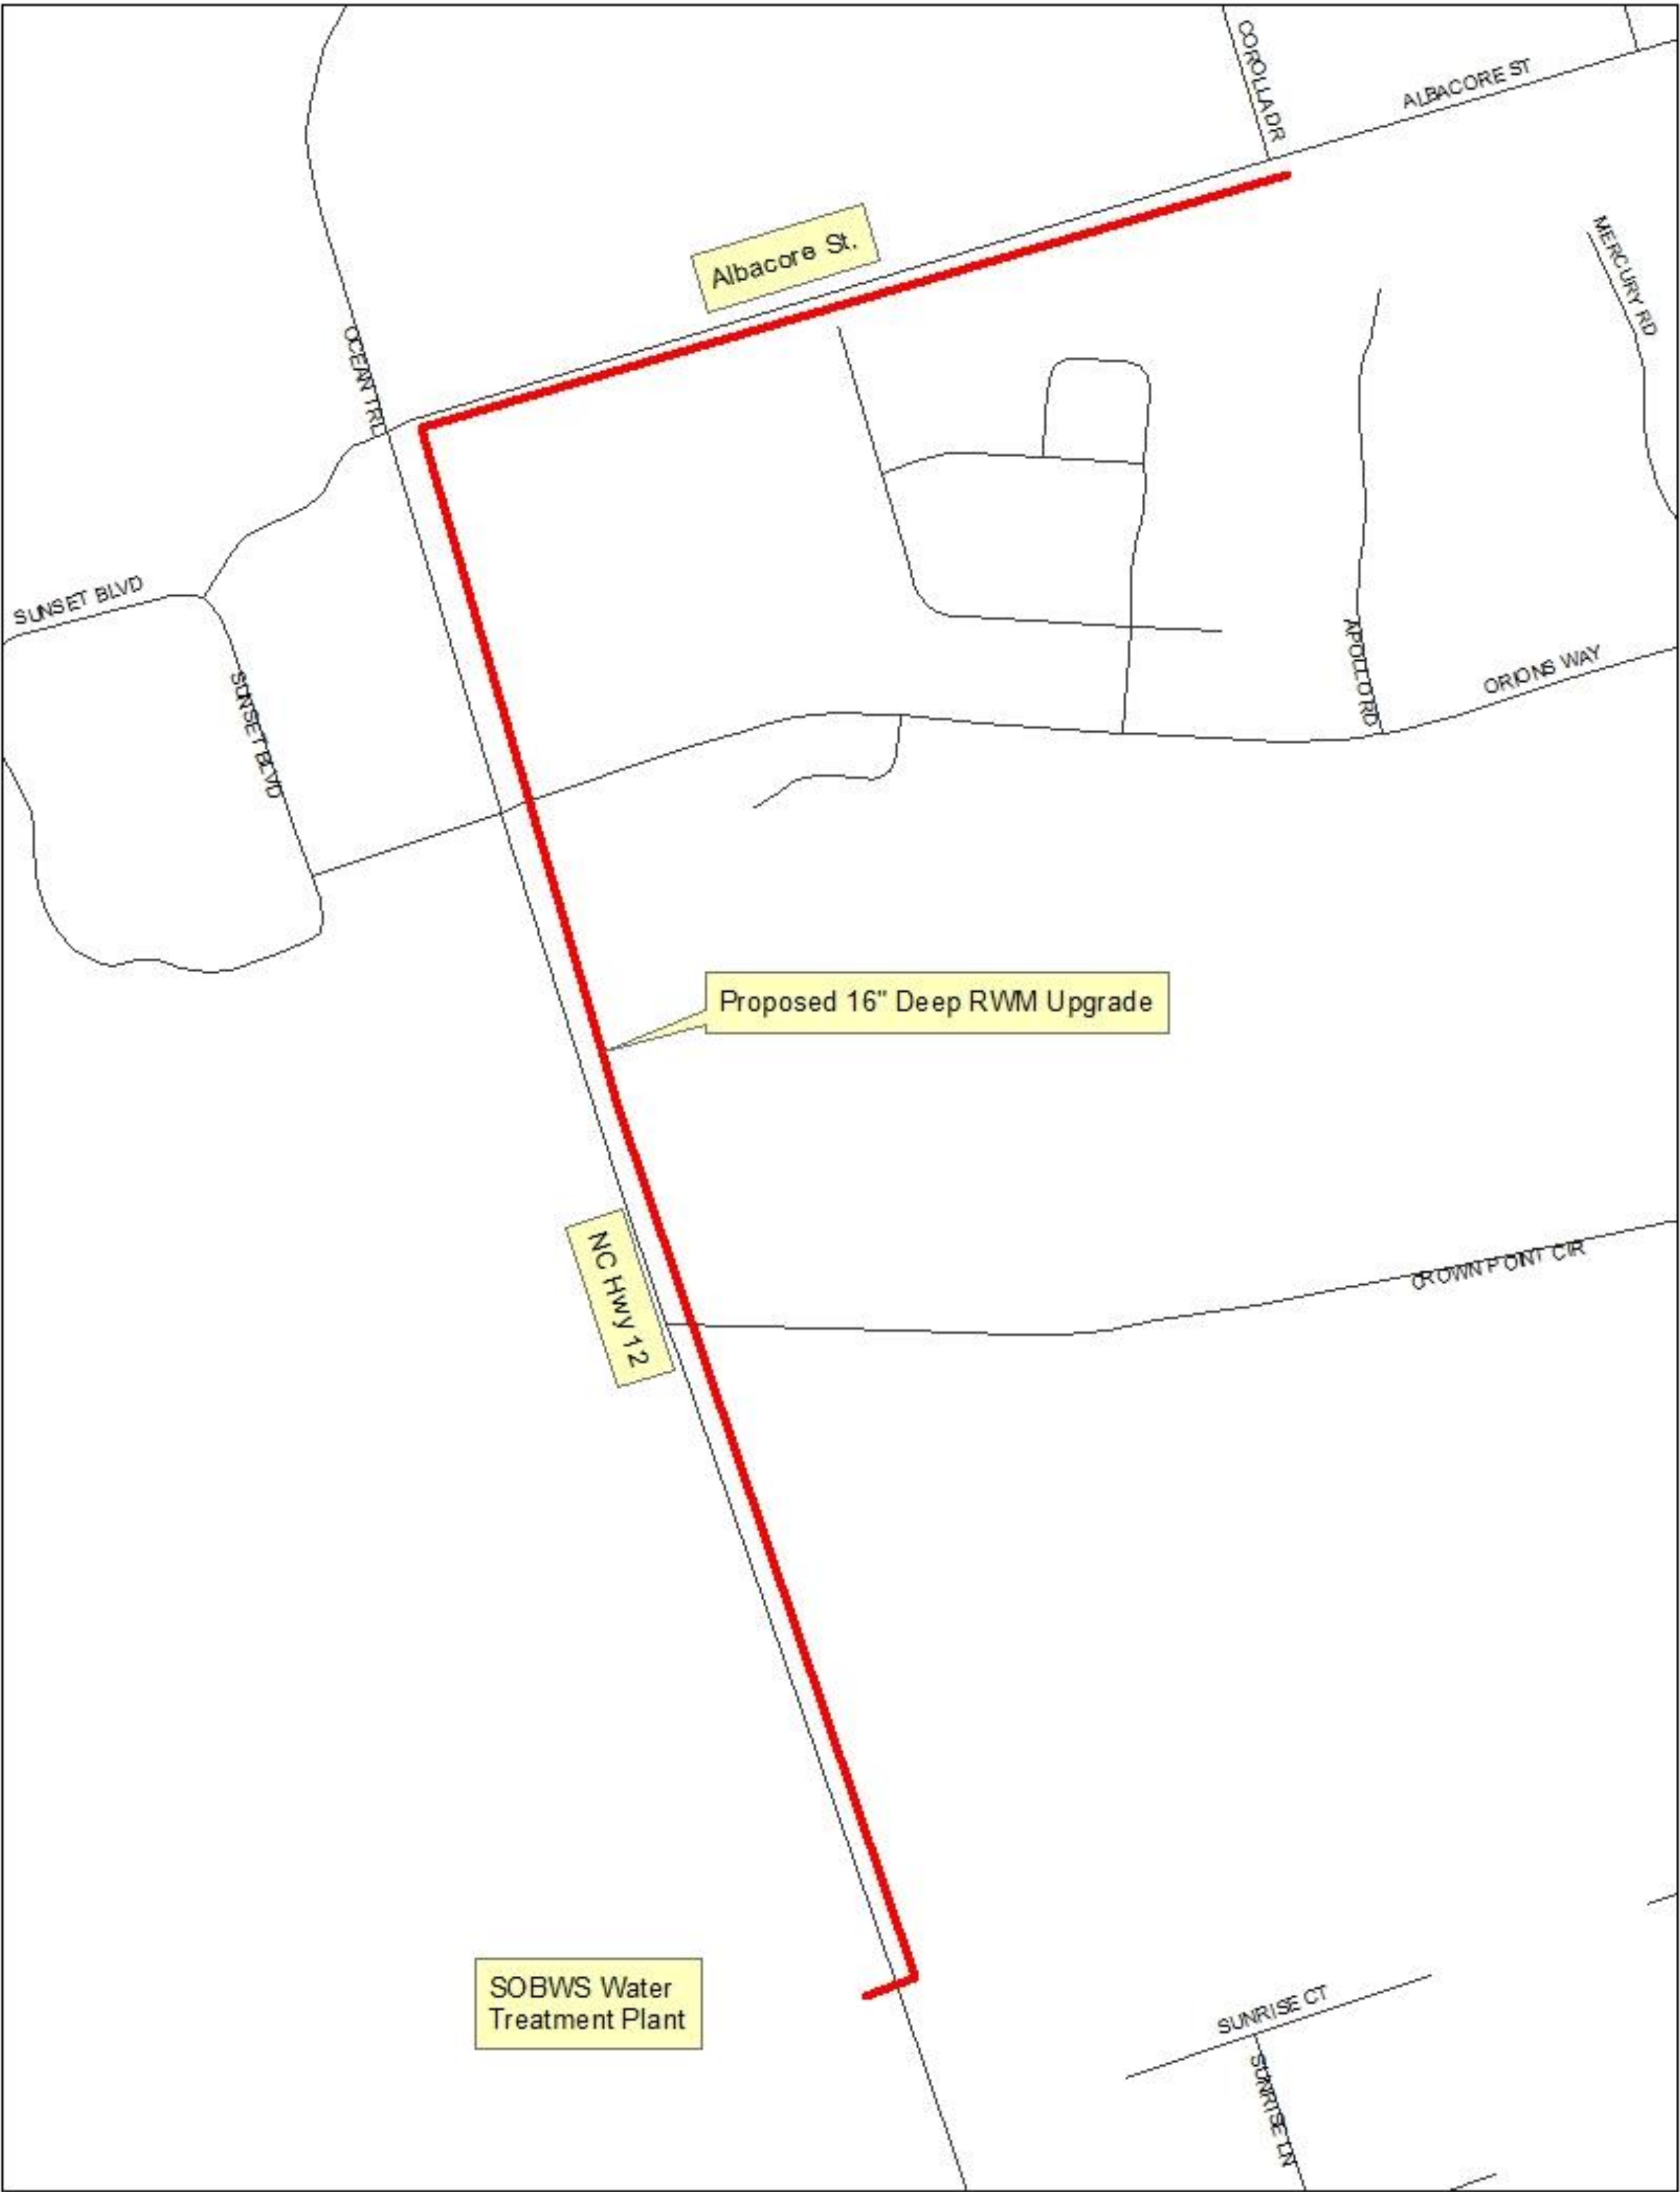 COROLLA DR
ALBACORE ST
Albacore St.
MERCURY RD
OCEAN TRL
SUNSET BLVD
APOLLO RD
ORIONS WAY
SUNSET BLVD
Proposed 16" Deep RWM Upgrade
NC Hwy 12
CROWN POINT CIR
SOBWS Water
Treatment Plant
SUNRISE CT
SUNRISE LN